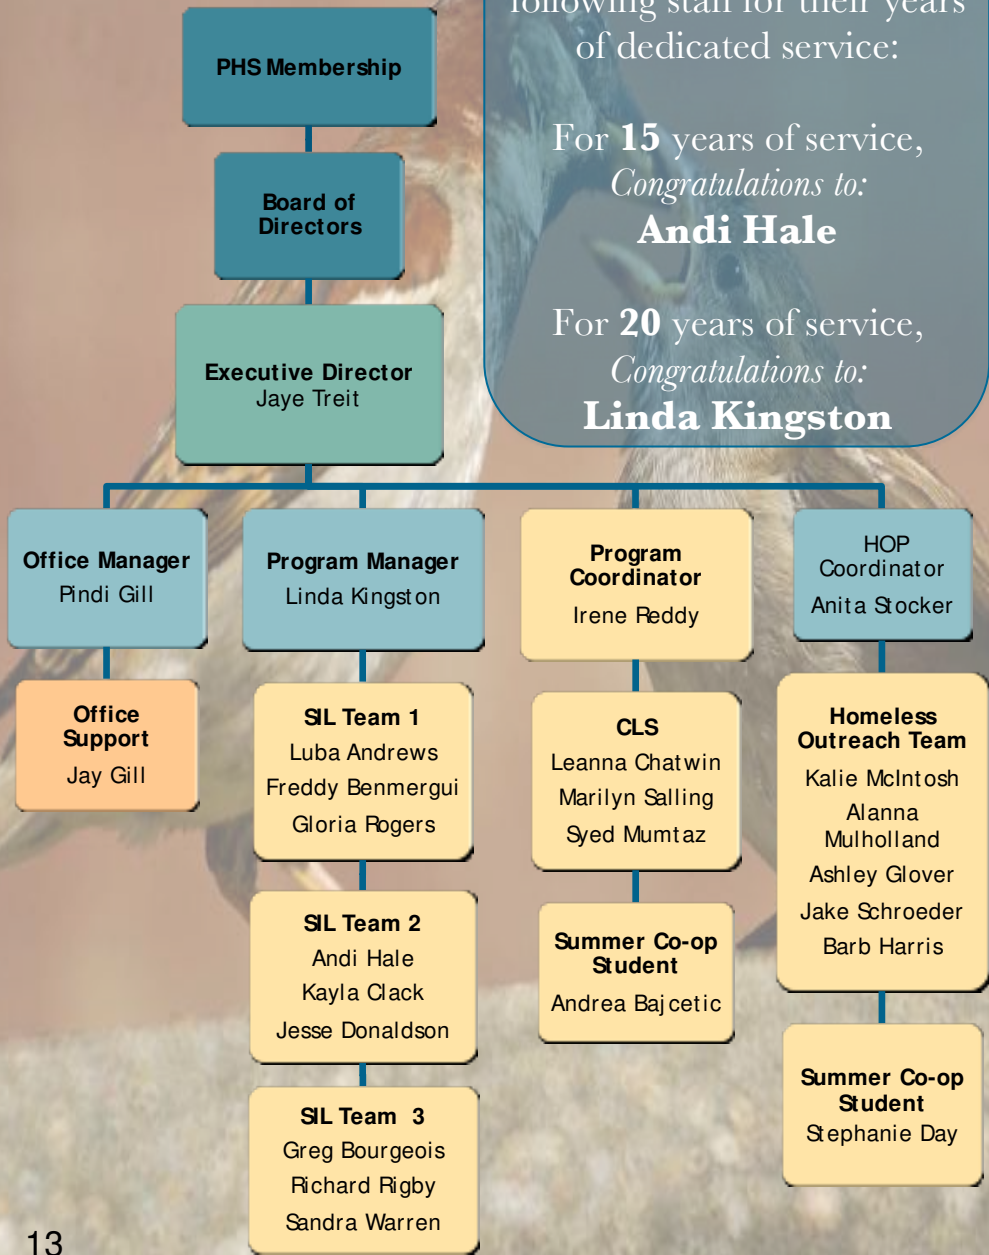 following staff for their years
of dedicated service:
For 15 years of service,
Congratulations to:
Andi Hale
For 20 years of service,
Congratulations to:
Linda Kingston
PHS Membership
Board of
Directors
Executive Director
Jaye Treit
Office Manager
Pindi Gill
Office
Support
Jay Gill
Program Manager
Linda Kingston
SIL Team 1
Luba Andrews
Freddy Benmergui
Gloria Rogers
SIL Team 2
Andi Hale
Kayla Clack
Jesse Donaldson
SIL Team 3
Greg Bourgeois
Richard Rigby
Sandra Warren
Program
Coordinator
Irene Reddy
CLS
Leanna Chatwin
Marilyn Salling
Syed Mumtaz
Summer Co-op
Student
Andrea Bajcetic
HOP
Coordinator
Anita Stocker
Homeless
Outreach Team
Kalie McIntosh
Alanna
Mulholland
Ashley Glover
Jake Schroeder
Barb Harris
Summer Co-op
Student
Stephanie Day
13